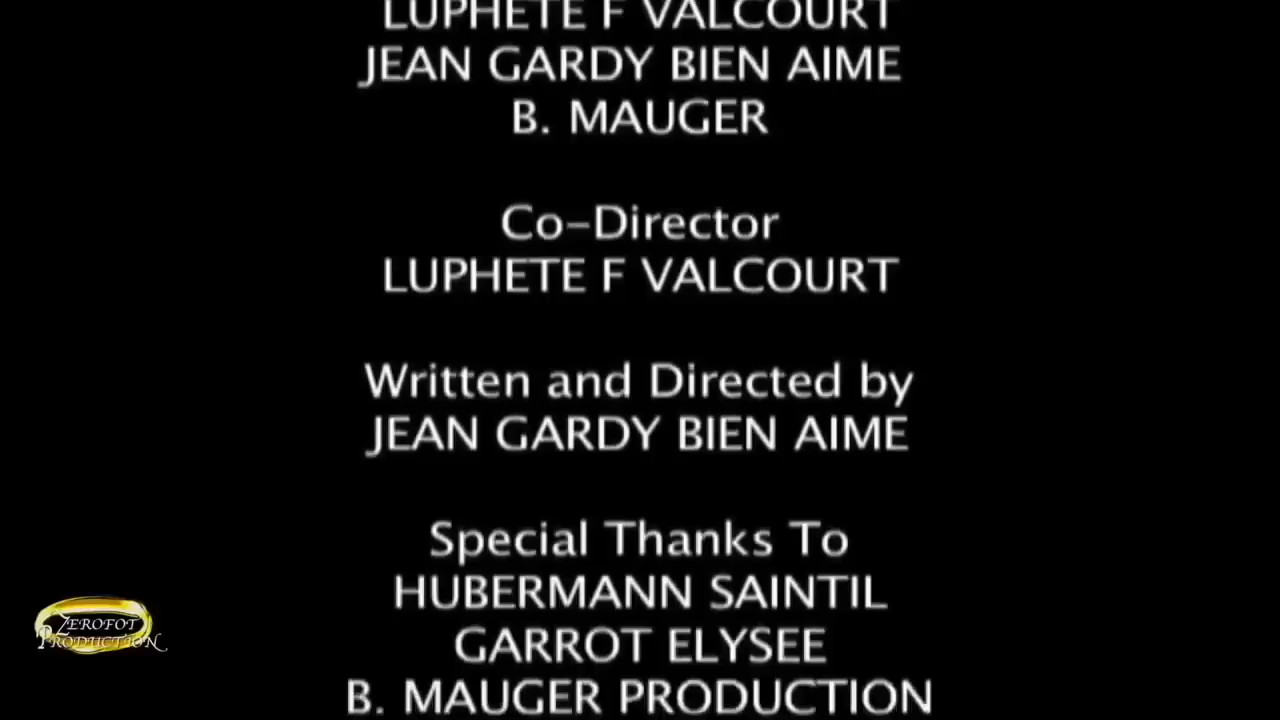 LUPHETE F VALCOURT
JEAN GARDY BIEN AIME
B. MAUGER
Co-Director
LUPHETE F VALCOURT
Written and Directed by
JEAN GARDY BIEN AIME
Special Thanks To
HUBERMANN SAINTIL
GARROT ELYSEE
B. MAUGER PRODUCTION
ZEROFOT
PRODUCTION